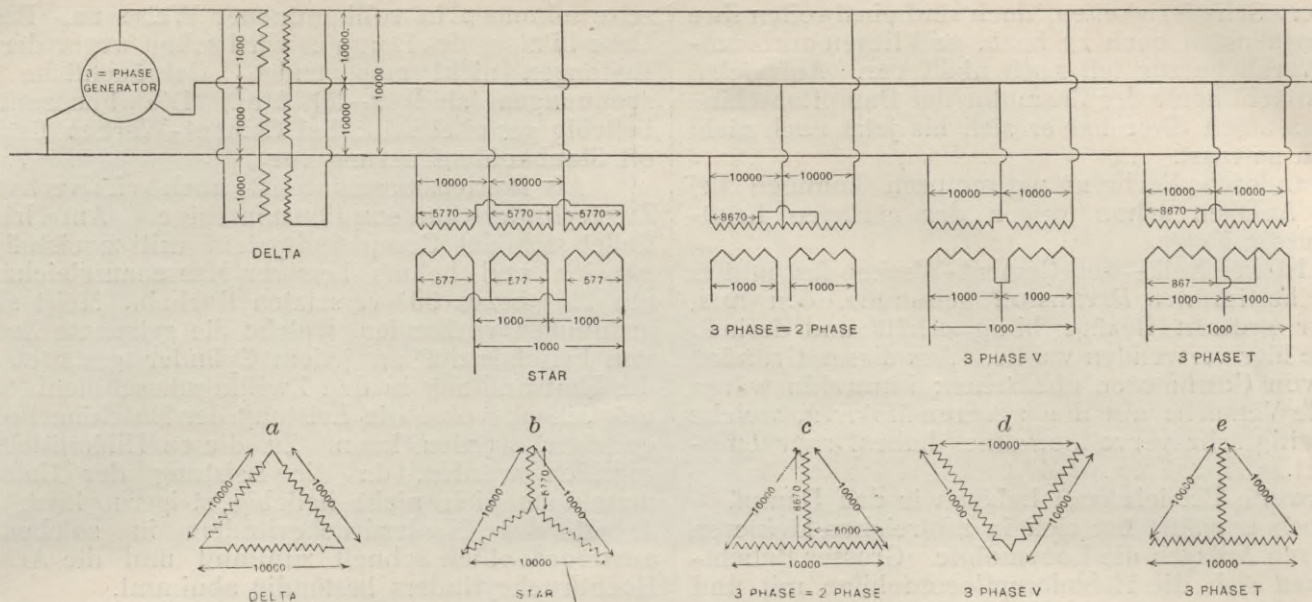 3 = PHASE
GENERATOR
1000
1000
1000
10000
10000
10000
DELTA
10000 10000
5770 5770 5770
577 577 577
1000 1000
1000
STAR
10000 10000
8670
1000 1000
3 PHASE = 2 PHASE
10000 10000
1000 1000
3 PHASE V
10000 10000
8670
867
1000 1000
3 PHASE T
a
10000 10000
10000
DELTA
b
10000 5770 10000
10000
STAR
c
10000 8670 10000
5000
10000
3 PHASE = 2 PHASE
d
10000
10000 10000
3 PHASE V
e
10000 10000
10000
3 PHASE T